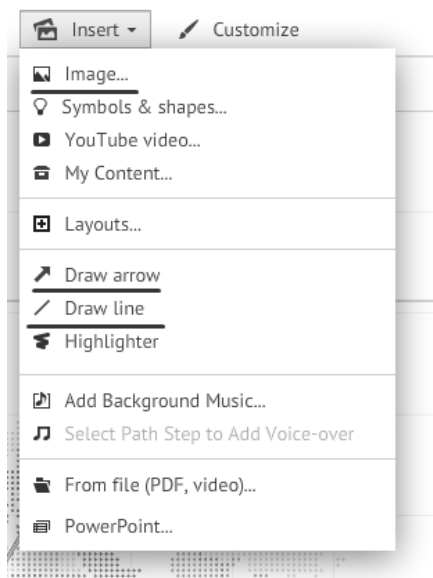 Insert Customize
Image...
Symbols & shapes...
YouTube video...
My Content...
Layouts...
Draw arrow
Draw line
Highlighter
Add Background Music...
Select Path Step to Add Voice-over
From file (PDF, video)...
PowerPoint...